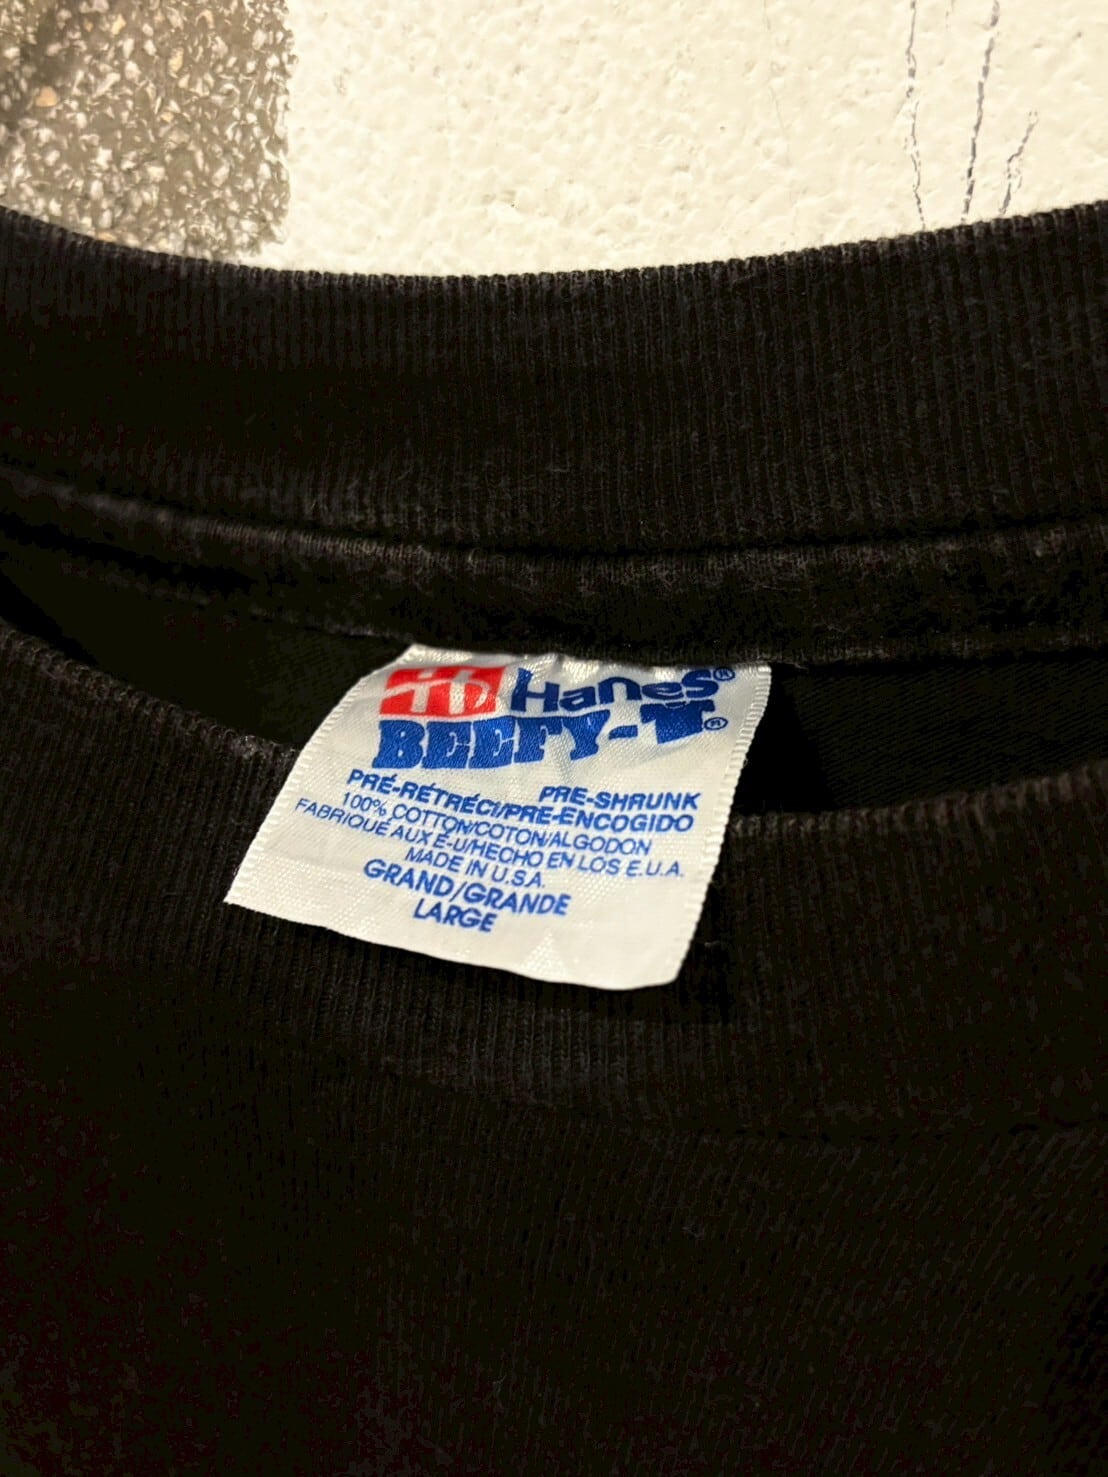 Hanes®
BEEFY-T®
PRE-SHRUNK
PRÉ-RÉTRÉCI/PRE-ENCOGIDO
100% COTTON/COTON/ALGODON
FABRIQUÉ AUX É-U/HECHO EN LOS E.U.A.
MADE IN U.S.A.
GRAND/GRANDE
LARGE